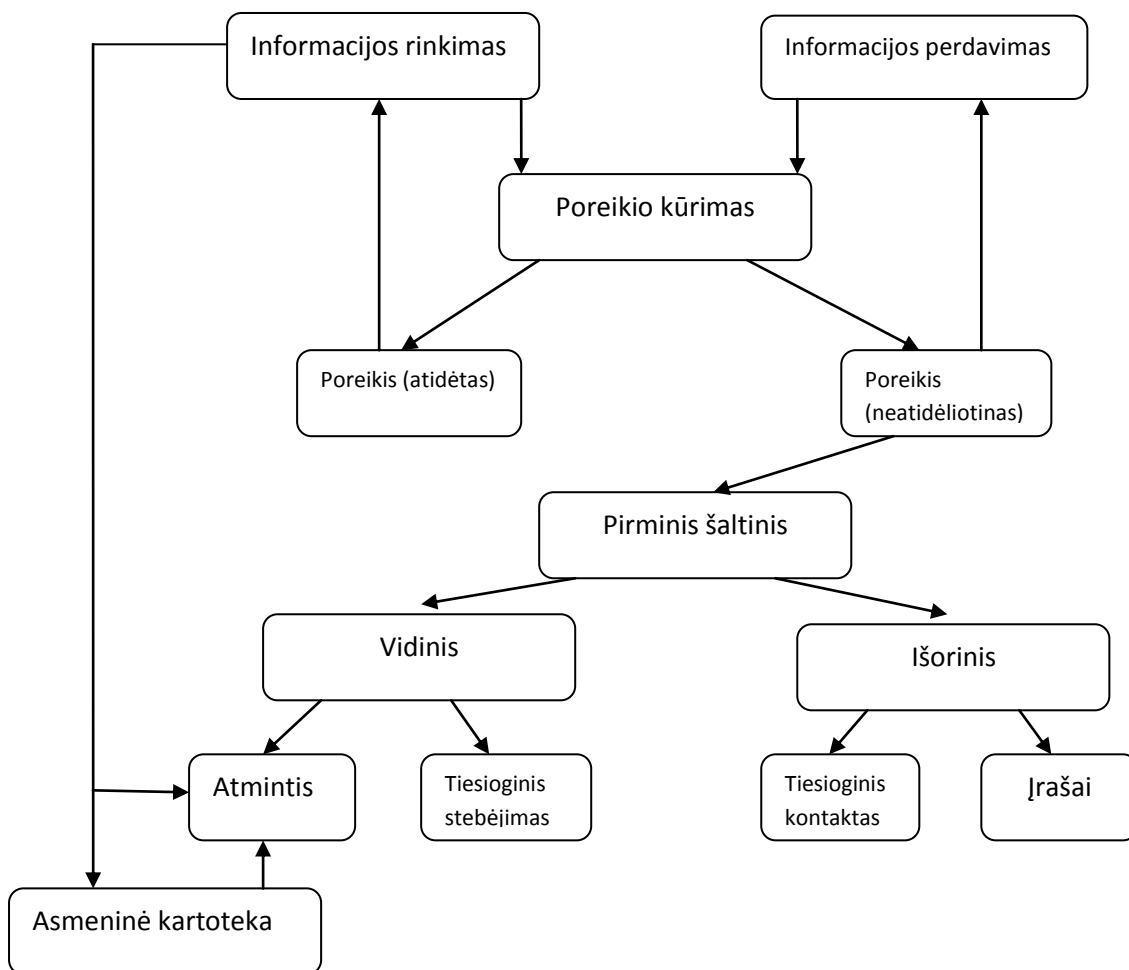 Informacijos rinkimas
Informacijos perdavimas
Poreikio kūrimas
Poreikis (atidėtas)
Poreikis
(neatidėliotinas)
Pirminis šaltinis
Vidinis
Išorinis
Atmintis
Tiesioginis
stebėjimas
Tiesioginis
kontaktas
Įrašai
Asmeninė kartoteka